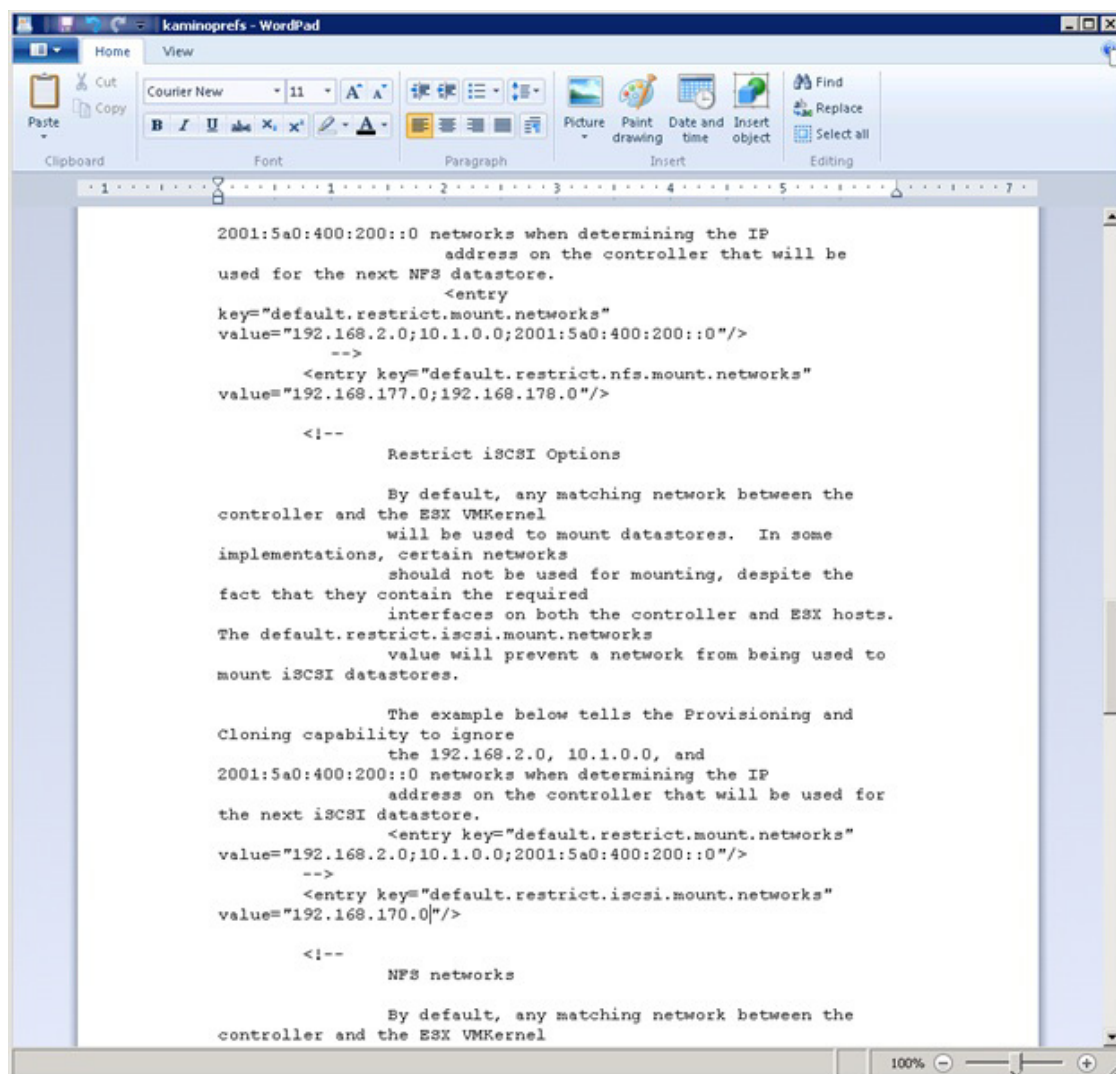 kaminoprefs - WordPad
Home View
Paste
Cut
Copy
Clipboard
Courier New 11 A A
B I U abc X₂ X² A
Font
Paragraph
Picture
Paint drawing
Date and time
Insert object
Insert
Find
Replace
Select all
Editing
1 1 2 3 4 5 7
2001:5a0:400:200::0 networks when determining the IP
address on the controller that will be
used for the next NFS datastore.
<entry
key="default.restrict.mount.networks"
value="192.168.2.0;10.1.0.0;2001:5a0:400:200::0"/>
-->
<entry key="default.restrict.nfs.mount.networks"
value="192.168.177.0;192.168.178.0"/>
<!--
Restrict iSCSI Options
By default, any matching network between the
controller and the ESX VMKernel
will be used to mount datastores. In some
implementations, certain networks
should not be used for mounting, despite the
fact that they contain the required
interfaces on both the controller and ESX hosts.
The default.restrict.iscsi.mount.networks
value will prevent a network from being used to
mount iSCSI datastores.
The example below tells the Provisioning and
Cloning capability to ignore
the 192.168.2.0, 10.1.0.0, and
2001:5a0:400:200::0 networks when determining the IP
address on the controller that will be used for
the next iSCSI datastore.
<entry key="default.restrict.mount.networks"
value="192.168.2.0;10.1.0.0;2001:5a0:400:200::0"/>
-->
<entry key="default.restrict.iscsi.mount.networks"
value="192.168.170.0"/>
<!--
NFS networks
By default, any matching network between the
controller and the ESX VMKernel
100%